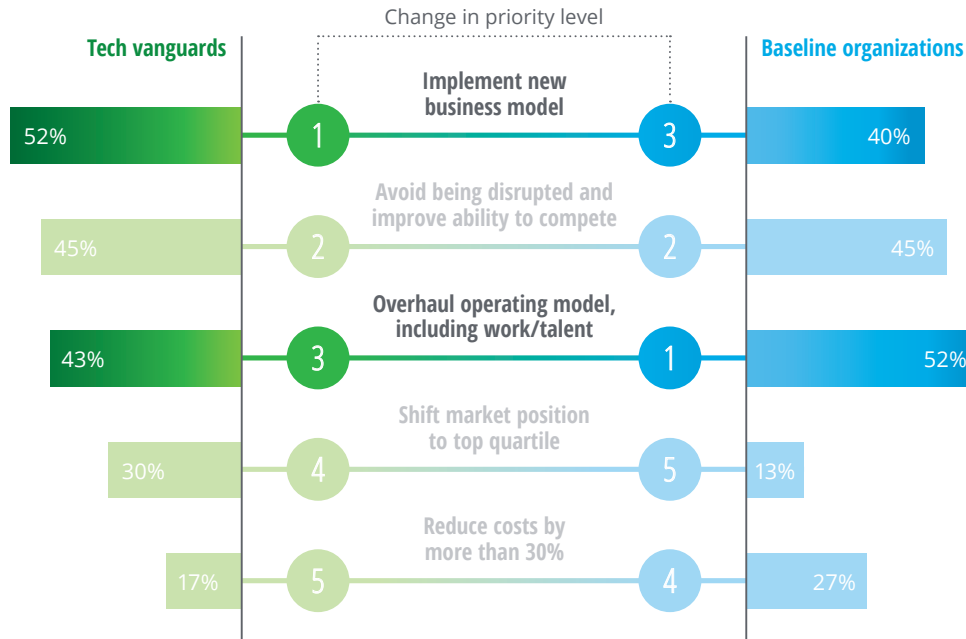 Change in priority level
Tech vanguards
Baseline organizations
Implement new
business model
52%
1
3
40%
Avoid being disrupted and
improve ability to compete
45%
2
2
45%
Overhaul operating model,
including work/talent
43%
3
1
52%
Shift market position
to top quartile
30%
4
5
13%
Reduce costs by
more than 30%
17%
5
4
27%